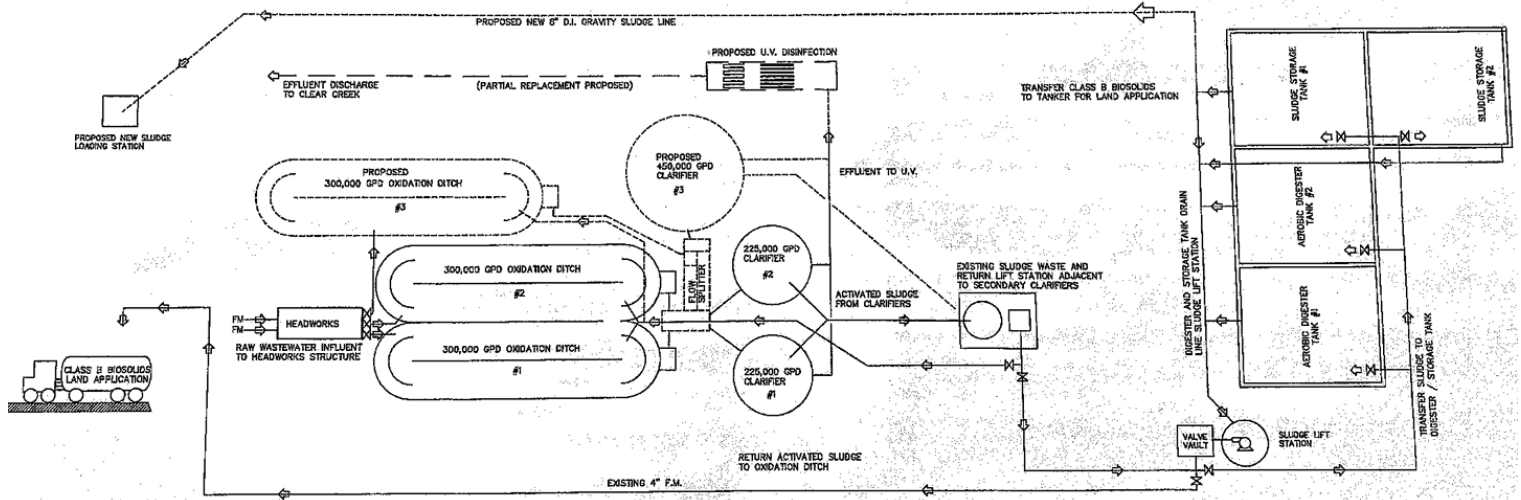 PROPOSED NEW 8" D.I. GRAVITY SLUDGE LINE
PROPOSED U.V. DISINFECTION
EFFLUENT DISCHARGE
TO CLEAR CREEK
(PARTIAL REPLACEMENT PROPOSED)
PROPOSED NEW SLUDGE
LOADING STATION
TRANSFER CLASS B BIOSOLIDS
TO TANKER FOR LAND APPLICATION
SLUDGE STORAGE
TANK #1
SLUDGE STORAGE
TANK #2
PROPOSED
300,000 GPD OXIDATION DITCH
#3
PROPOSED
450,000 GPD
CLARIFIER
#3
EFFLUENT TO U.V.
AEROBIC DIGESTER
TANK #2
300,000 GPD OXIDATION DITCH
#2
FLOW
SPLITTER
225,000 GPD
CLARIFIER
#2
EXISTING SLUDGE WASTE AND
RETURN LIFT STATION ADJACENT
TO SECONDARY CLARIFIERS
ACTIVATED SLUDGE
FROM CLARIFIERS
DIGESTER AND STORAGE TANK DRAIN
LINE SLUDGE LIFT STATION
FM
FM
HEADWORKS
RAW WASTEWATER INFLUENT
TO HEADWORKS STRUCTURE
300,000 GPD OXIDATION DITCH
#1
225,000 GPD
CLARIFIER
#1
AEROBIC DIGESTER
TANK #1
TRANSFER SLUDGE TO
DIGESTER / STORAGE TANK
CLASS B BIOSOLIDS
LAND APPLICATION
VALVE
VAULT
SLUDGE LIFT
STATION
RETURN ACTIVATED SLUDGE
TO OXIDATION DITCH
EXISTING 4" F.M.